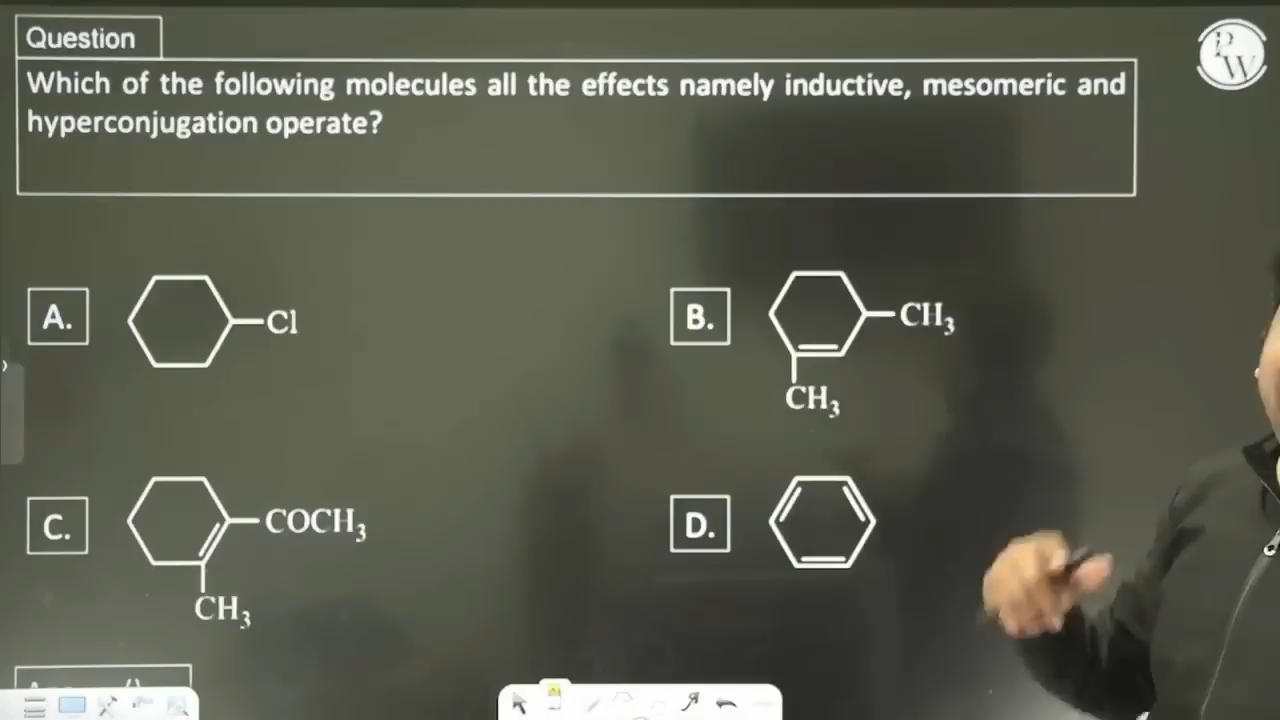 Question
PW
Which of the following molecules all the effects namely inductive, mesomeric and
hyperconjugation operate?
A.
Cl
B.
CH3
CH3
C.
COCH3
CH3
D.